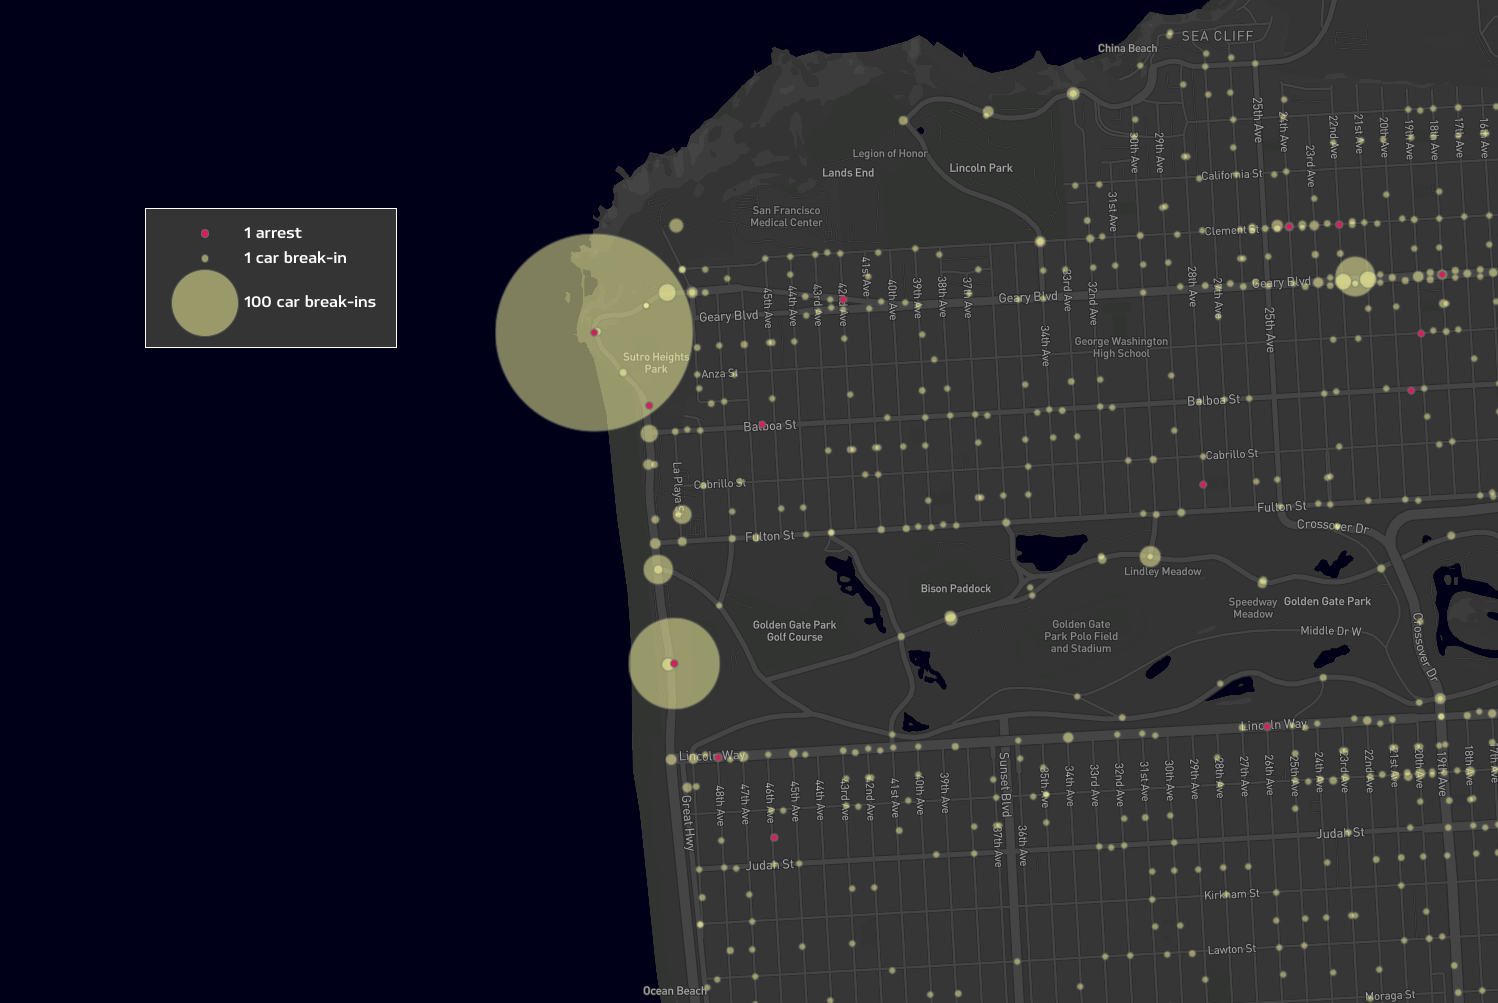 SEA CLIFF
China Beach
25th Ave
24th Ave
22nd Ave
21st Ave
20th Ave
19th Ave
18th Ave
17th Ave
16th Ave
30th Ave
29th Ave
23rd Ave
Legion of Honor
Lands End
Lincoln Park
California St
31st Ave
San Francisco
Medical Center
Clement St
1 arrest
1 car break-in
100 car break-ins
41st Ave
40th Ave
39th Ave
38th Ave
37th Ave
45th Ave
44th Ave
43rd Ave
42nd Ave
33rd Ave
32nd Ave
28th Ave
27th Ave
Geary Blvd
Geary Blvd
Geary Blvd
25th Ave
34th Ave
George Washington
High School
Sutro Heights
Park
Anza St
Balboa St
Balboa St
Cabrillo St
Cabrillo St
La Playa St
Fulton St
Fulton St
Crossover Dr
Lindley Meadow
Bison Paddock
Speedway
Meadow
Golden Gate Park
Golden Gate Park
Golf Course
Golden Gate
Park Polo Field
and Stadium
Middle Dr W
Crossover Dr
Lincoln Way
Lincoln Way
48th Ave
47th Ave
46th Ave
45th Ave
44th Ave
43rd Ave
42nd Ave
41st Ave
40th Ave
39th Ave
Sunset Blvd
37th Ave
36th Ave
35th Ave
34th Ave
33rd Ave
32nd Ave
31st Ave
30th Ave
29th Ave
28th Ave
27th Ave
26th Ave
25th Ave
24th Ave
23rd Ave
22nd Ave
21st Ave
20th Ave
19th Ave
18th Ave
17th Ave
Great Hwy
Judah St
Judah St
Kirkham St
Lawton St
Ocean Beach
Moraga St